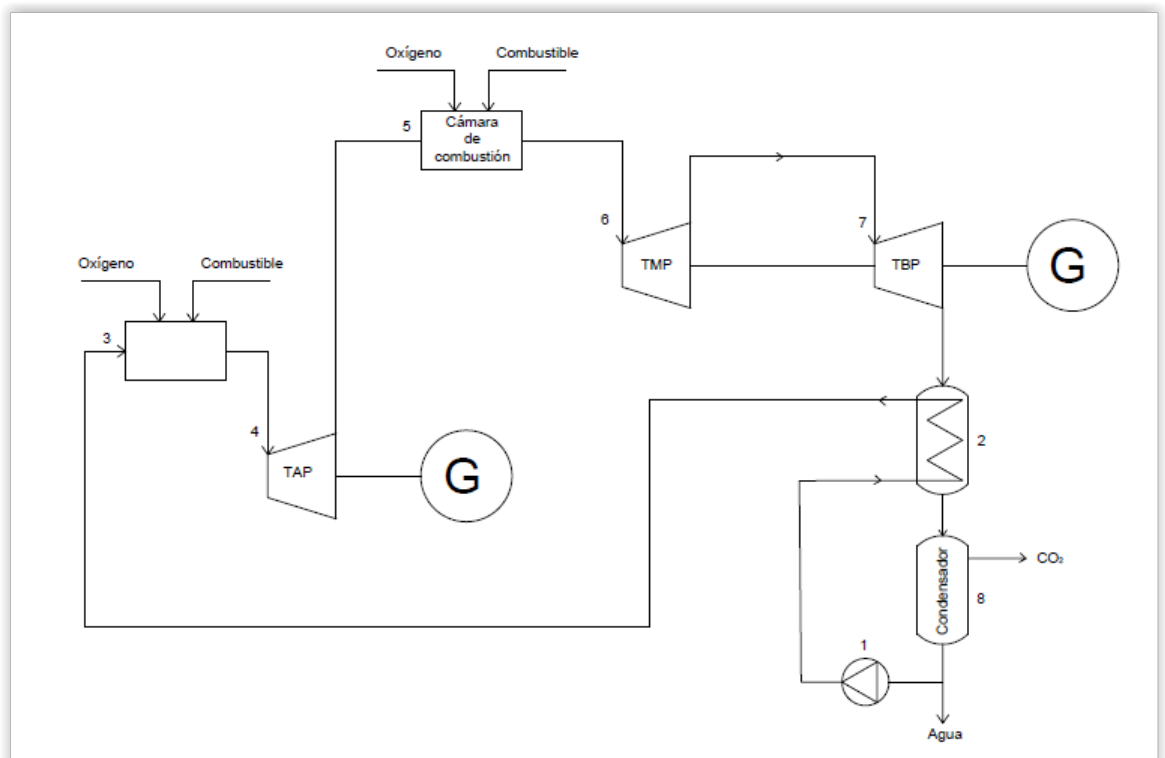 Oxígeno
Combustible
5
Cámara
de
combustión
6
7
TMP
TBP
G
Oxígeno
Combustible
3
4
TAP
G
2
Condensador
CO₂
8
1
Agua